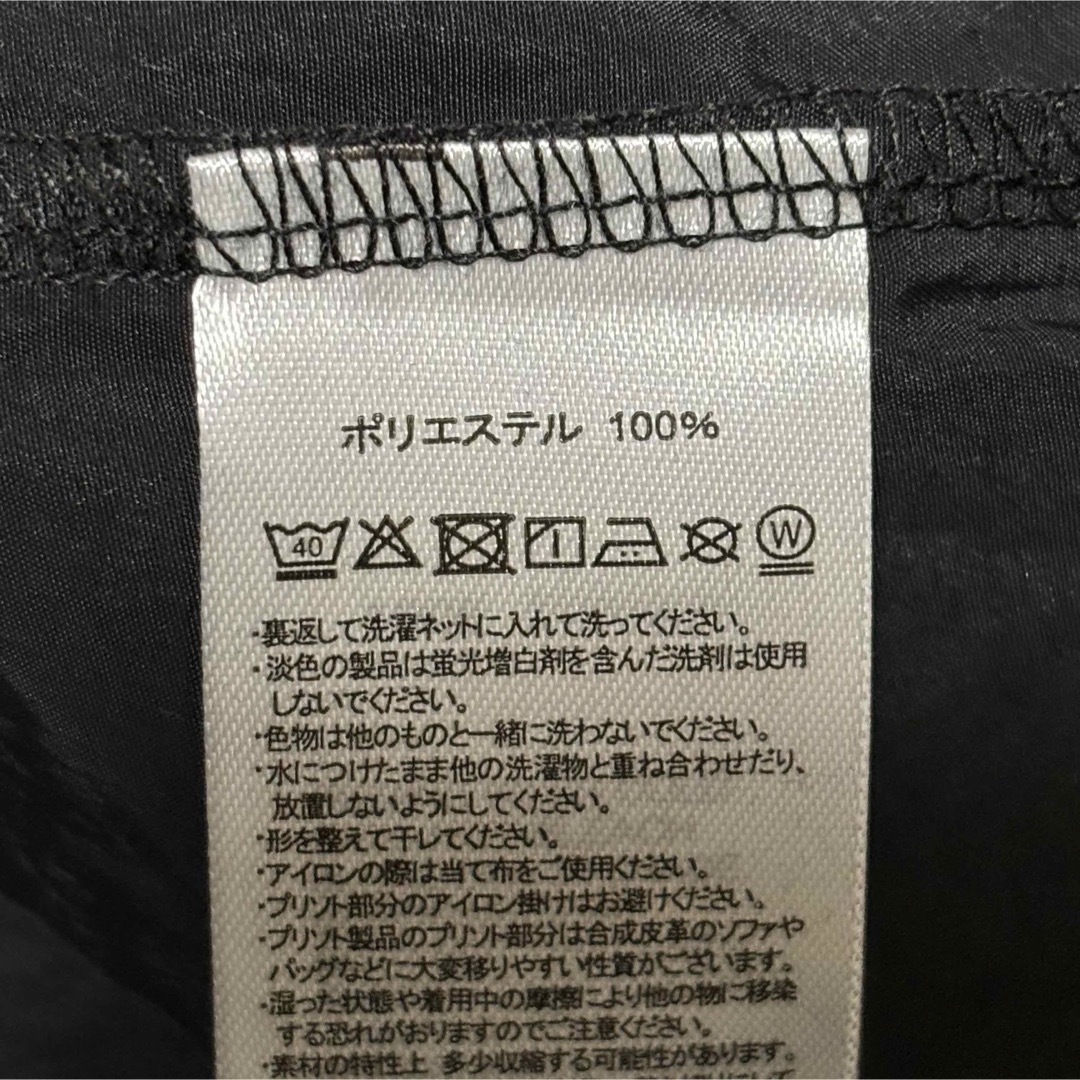 ポリエステル 100%
40 W
・裏返して洗濯ネットに入れて洗ってください。
・淡色の製品は蛍光増白剤を含んだ洗剤は使用
しないでください。
・色物は他のものと一緒に洗わないでください。
・水につけたまま他の洗濯物と重ね合わせだり、
放置しないようにしてください。
・形を整えて干してください。
・アイロンの際は当て布をご使用ください。
・プリント部分のアイロン掛けはお避けください。
・プリント製品のプリント部分は合成皮革のソファや
バッグなどに大変移りやすい性質がございます。
・湿った状態や着用中の摩擦により他の物に移染
する恐れがおりますのでご注意ください。
・素材の特性上 多少収縮する可能性があります。